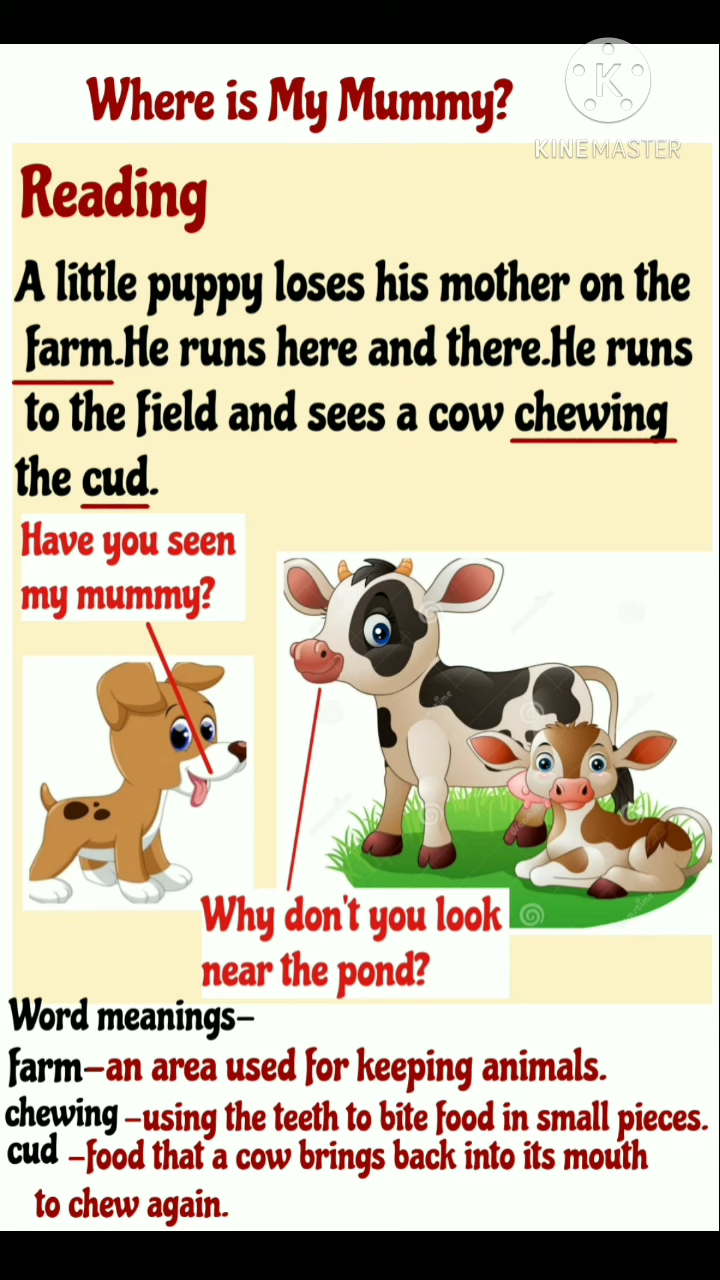 Where is My Mummy?
K
KINEMASTER
Reading
A little puppy loses his mother on the
farm.He runs here and there.He runs
to the field and sees a cow chewing
the cud.
Have you seen
my mummy?
Why don't you look
near the pond?
Word meanings-
farm-an area used for keeping animals.
chewing -using the teeth to bite food in small pieces.
cud -food that a cow brings back into its mouth
to chew again.